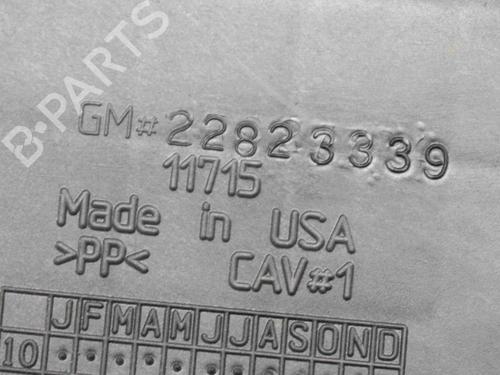 B-PARTS
GM# 22823339
11715
Made in USA
>PP< CAV#1
J F M A M J J A S O N D
10